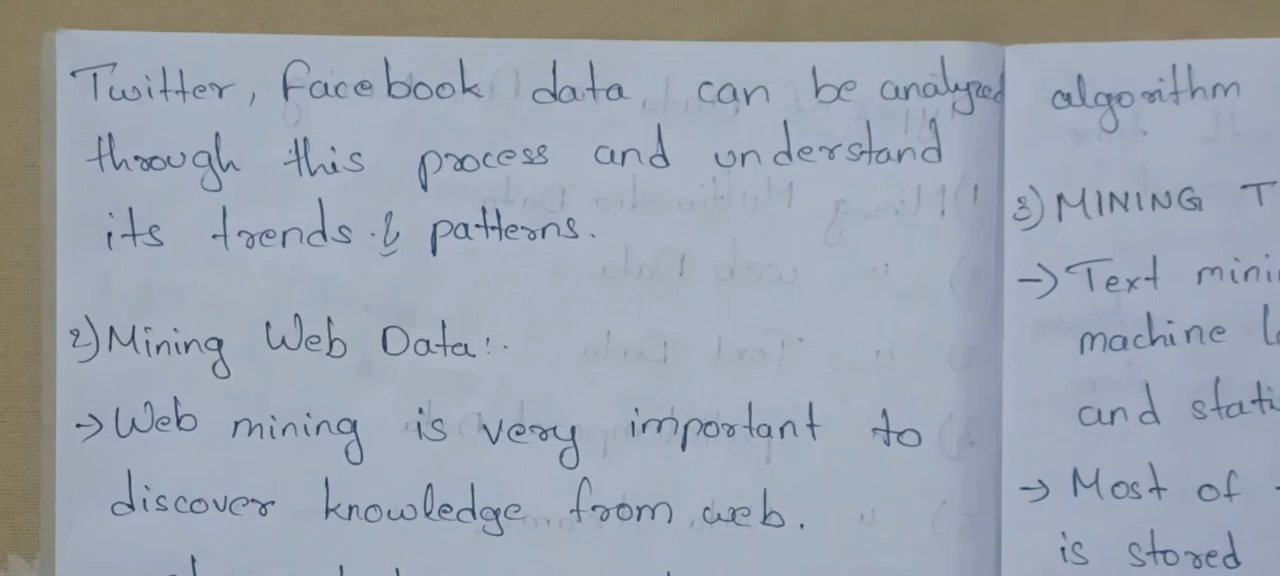 Twitter, facebook data can be analyzed
through this process and understand
its trends & patterns.
2) Mining Web Data:-
→ Web mining is very important to
discover knowledge from web.
algorithm
3) MINING T
→ Text mini
machine l
and stati
→ Most of
is stored